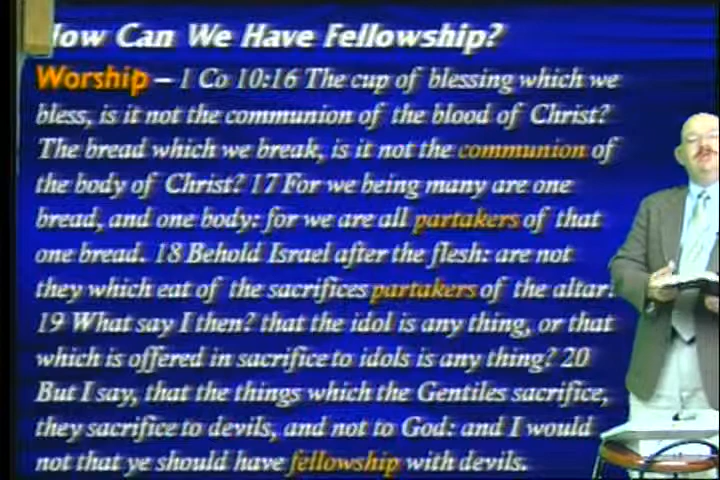 How Can We Have Fellowship?
Worship – 1 Co 10:16 The cup of blessing which we
bless, is it not the communion of the blood of Christ?
The bread which we break, is it not the communion of
the body of Christ? 17 For we being many are one
bread, and one body: for we are all partakers of that
one bread. 18 Behold Israel after the flesh: are not
they which eat of the sacrifices partakers of the altar?
19 What say I then? that the idol is any thing, or that
which is offered in sacrifice to idols is any thing? 20
But I say, that the things which the Gentiles sacrifice,
they sacrifice to devils, and not to God: and I would
not that ye should have fellowship with devils.